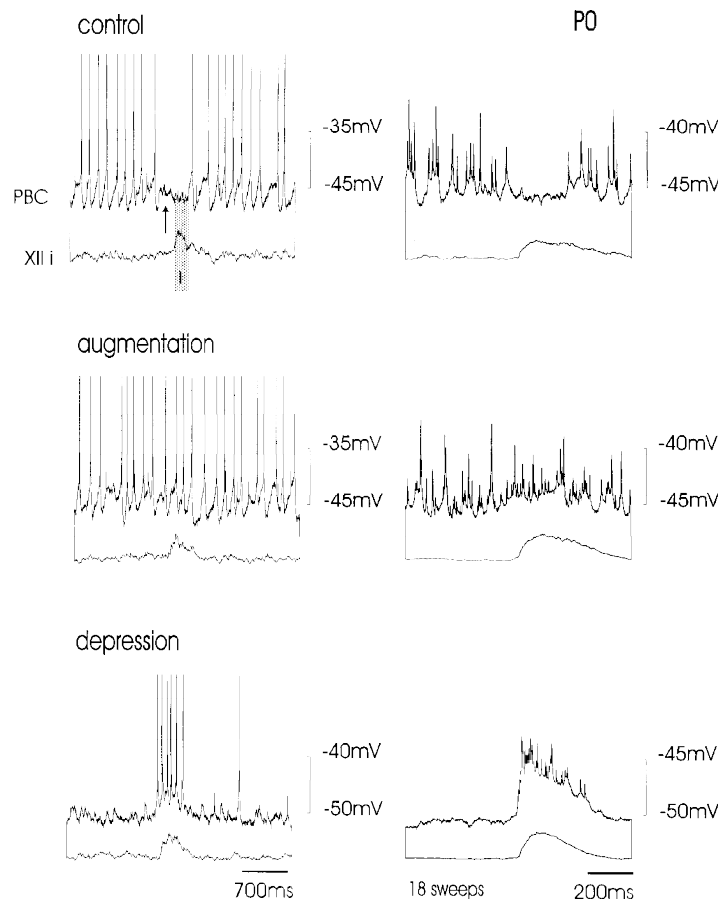 control
PO
-35mV
-40mV
-45mV
-45mV
PBC
XII i
augmentation
-35mV
-40mV
-45mV
-45mV
depression
-40mV
-45mV
-50mV
-50mV
700ms
18 sweeps
200ms